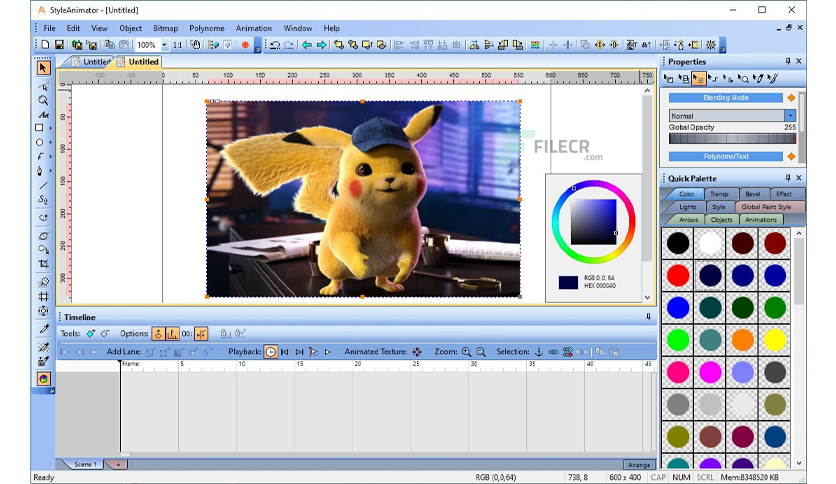 StyleAnimator - [Untitled]
File Edit View Object Bitmap Polynome Animation Window Help
100% 1:1
Untitled Untitled
-100 -50 0 50 100 150 200 250 300 350 400 450 500 550 600 650 700 750
0
50
100
150
200
250
300
Aa
FILECR
.com
RGB 0,0, 64
HEX 000040
Properties
Blending Mode
Normal
Global Opacity 255
Polynome/Text
Quick Palette
Color Transp Bevel Effect
Lights Style Global Paint Style
Arrows Objects Animations
Timeline
Tools: Options: 00:
Add Lane: Playback: Animated Texture: Zoom: Selection:
Frame: 5 10 15 20 25 30 35 40 45
Scene 1 + Arrange
Ready RGB (0,0,64) 738, 8 600 x 400 CAP NUM SCRL Mem:8348520 KB